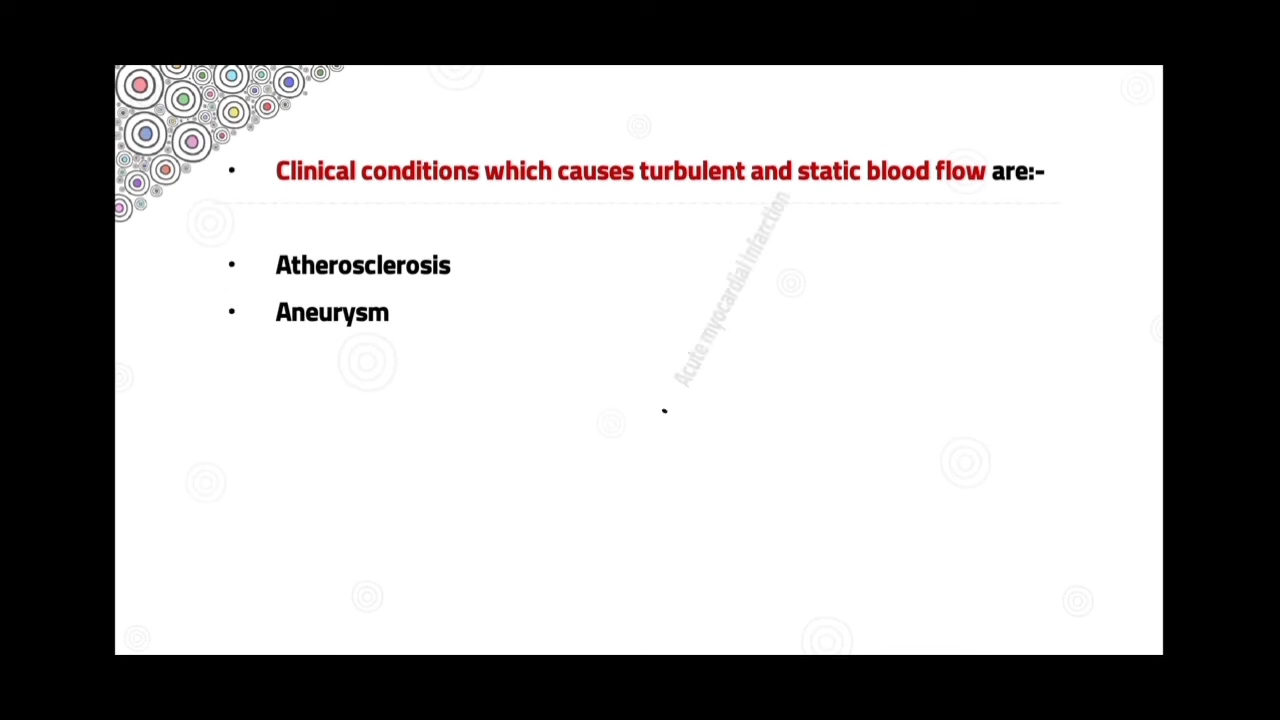 • Clinical conditions which causes turbulent and static blood flow are:-
• Atherosclerosis
• Aneurysm
• Acute myocardial infarction